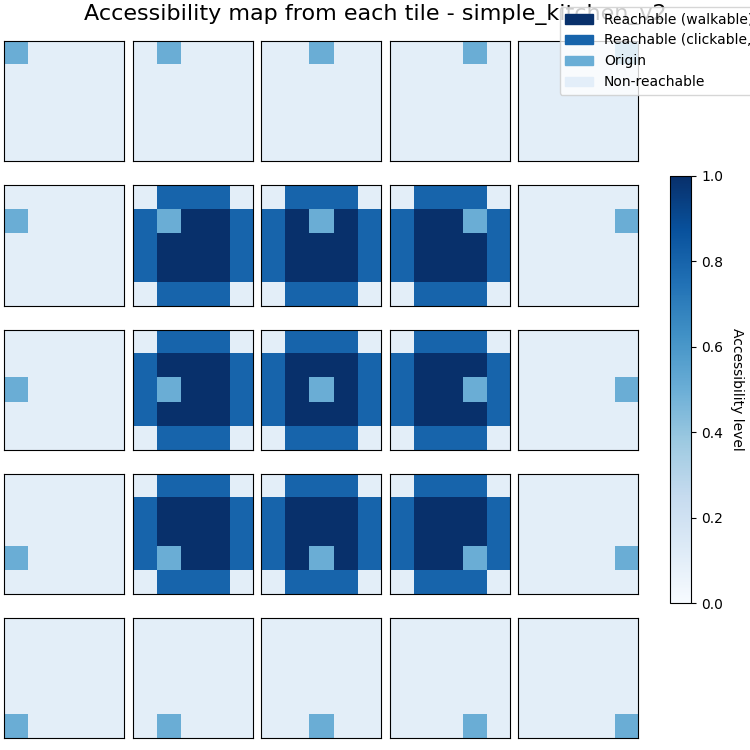 Accessibility map from each tile - simple_kitchen_v2
Reachable (walkable)
Reachable (clickable,
Origin
Non-reachable
1.0
0.8
0.6
0.4
0.2
0.0
Accessibility level